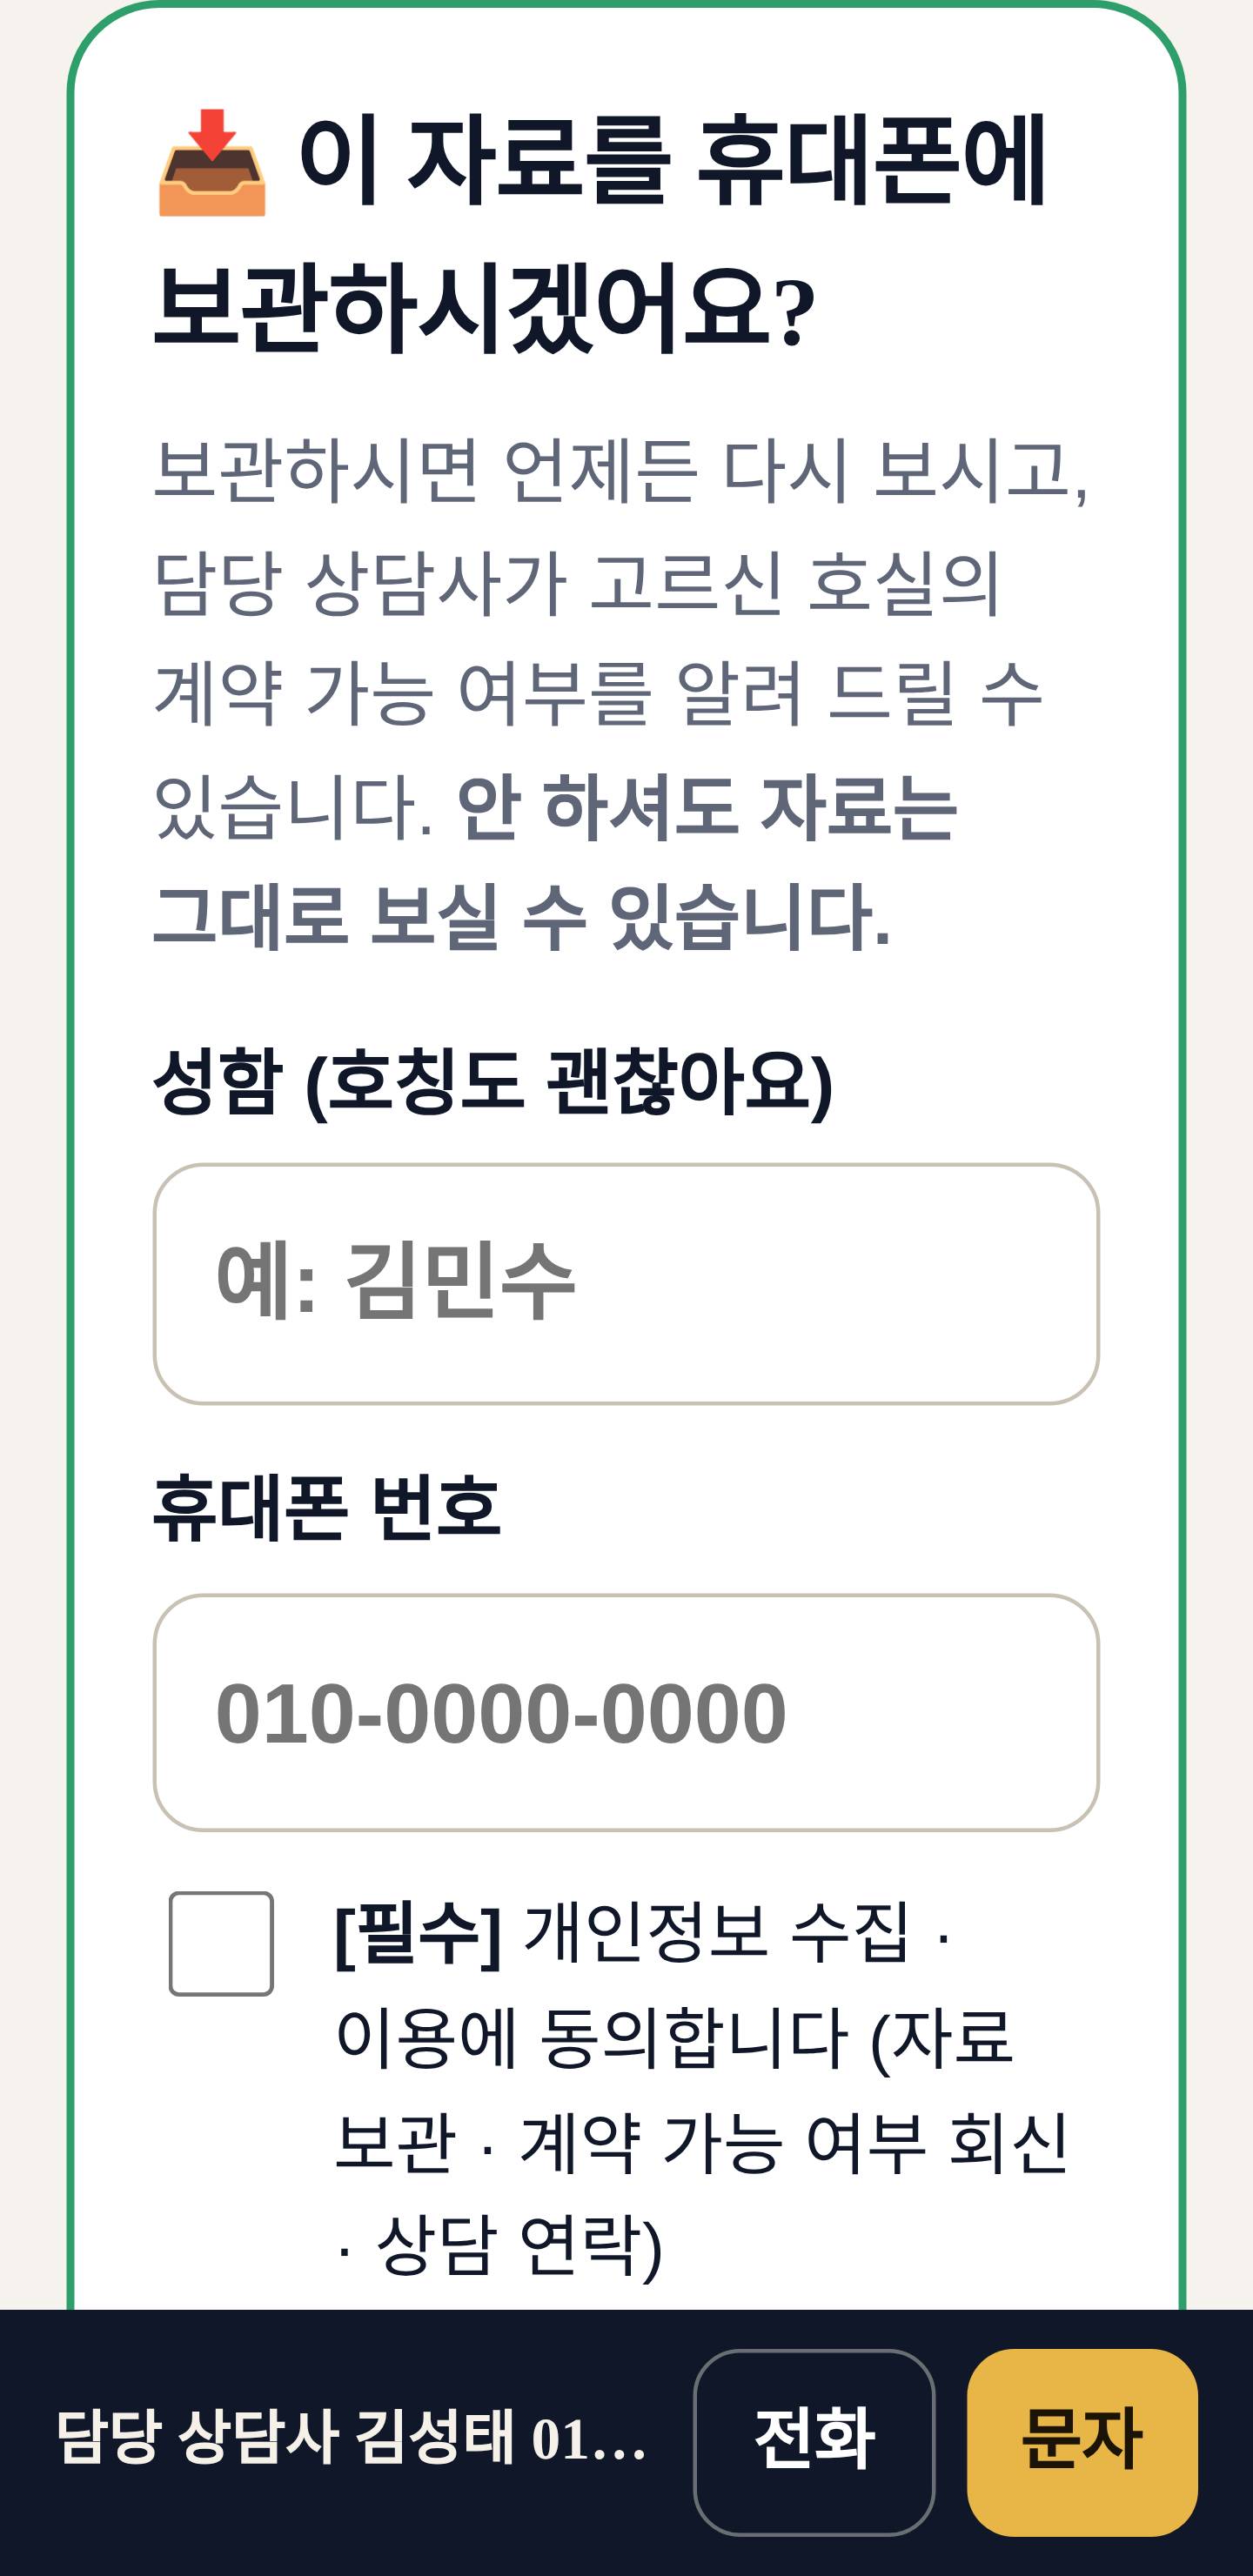 이 자료를 휴대폰에
보관하시겠어요?
보관하시면 언제든 다시 보시고,
담당 상담사가 고르신 호실의
계약 가능 여부를 알려 드릴 수
있습니다. 안 하셔도 자료는
그대로 보실 수 있습니다.
성함 (호칭도 괜찮아요)
예: 김민수
휴대폰 번호
010-0000-0000
[필수] 개인정보 수집 ·
이용에 동의합니다 (자료
보관 · 계약 가능 여부 회신
· 상담 연락)
담당 상담사 김성태 01…
전화
문자